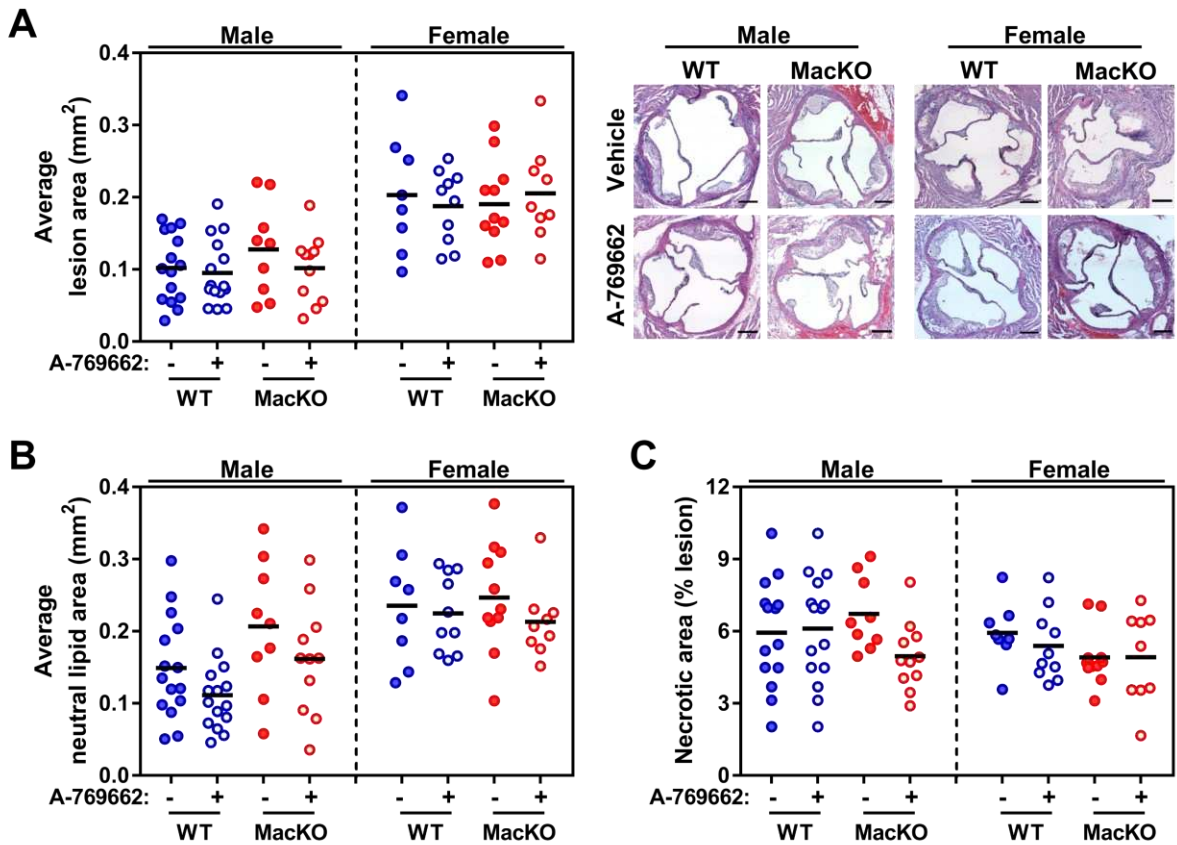 A
Male Female
Average
lesion area (mm²)
0.4
0.3
0.2
0.1
0.0
A-769662: - + - + - + - +
WT MacKO WT MacKO
Male Female
WT MacKO WT MacKO
Vehicle
A-769662
B
Male Female
Average
neutral lipid area (mm²)
0.4
0.3
0.2
0.1
0.0
A-769662: - + - + - + - +
WT MacKO WT MacKO
C
Male Female
Necrotic area (% lesion)
12
9
6
3
0
A-769662: - + - + - + - +
WT MacKO WT MacKO